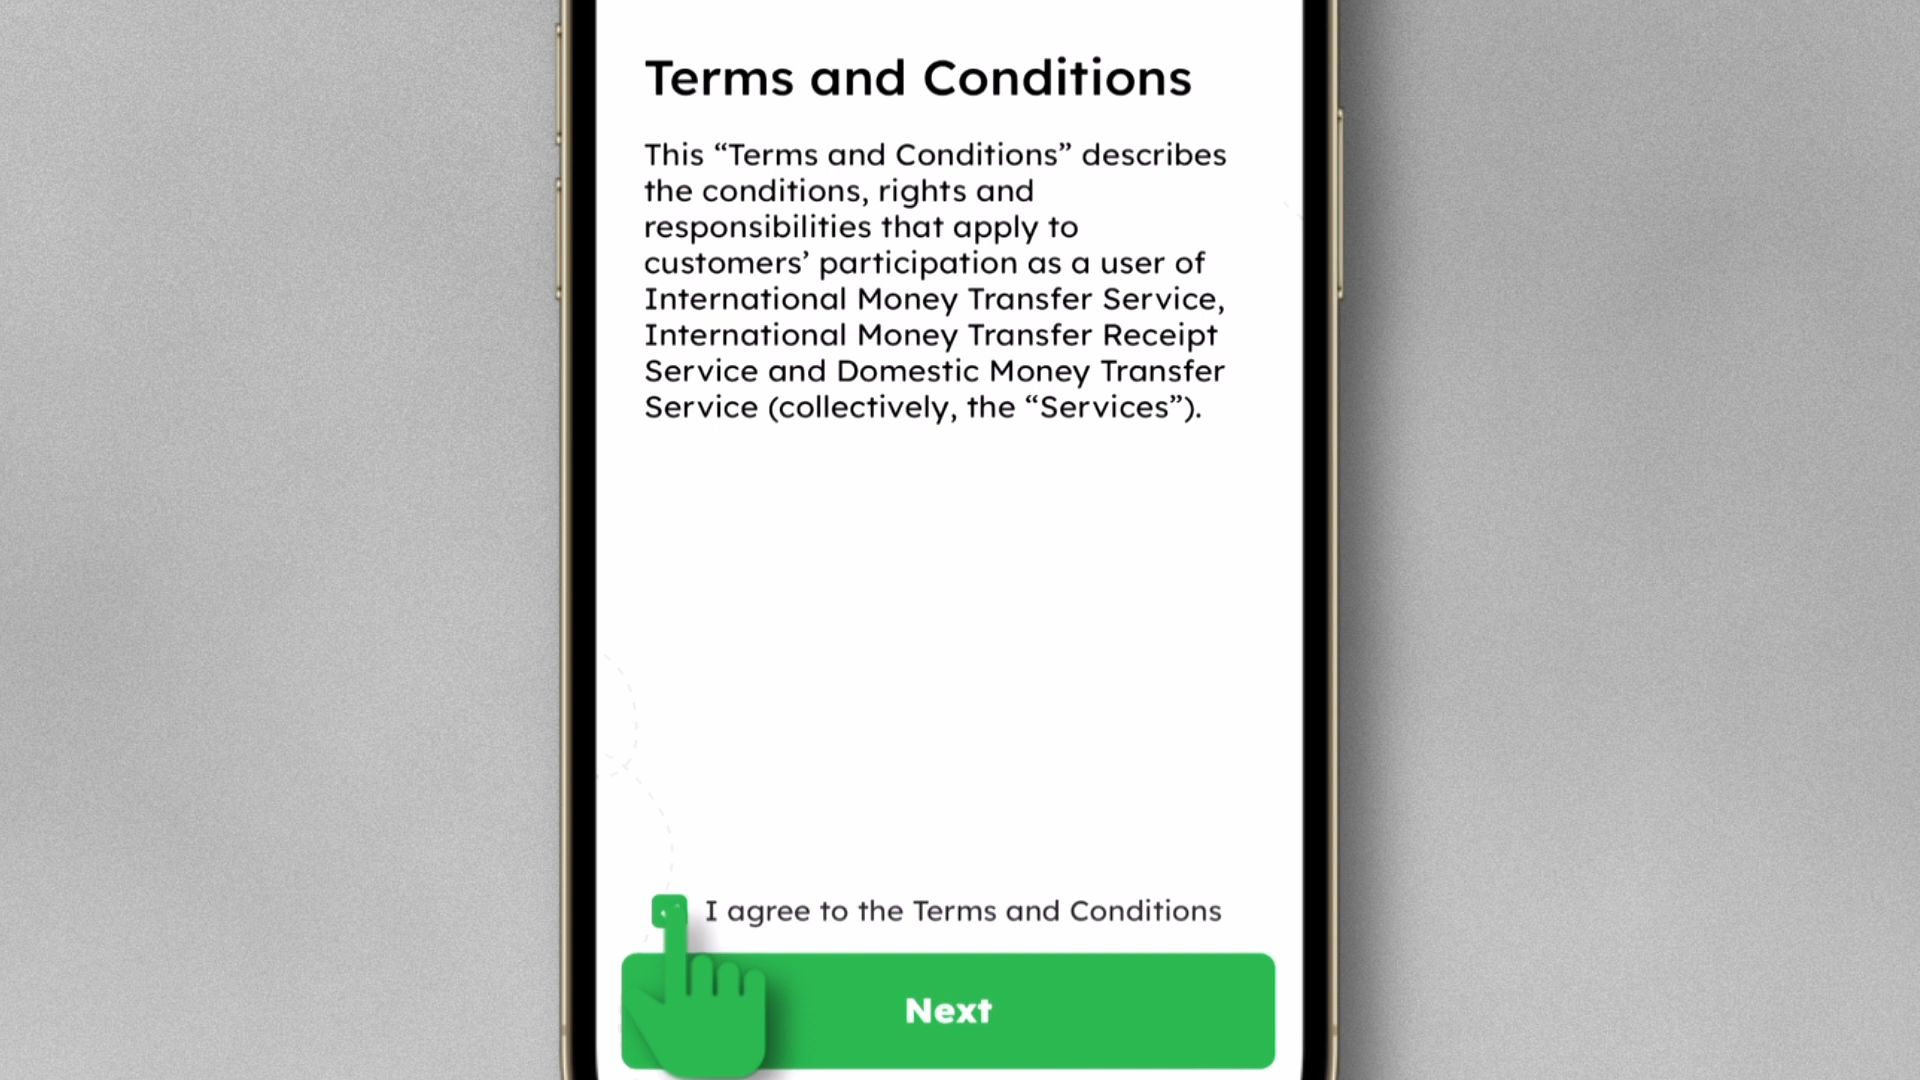 Terms and Conditions
This “Terms and Conditions” describes
the conditions, rights and
responsibilities that apply to
customers’ participation as a user of
International Money Transfer Service,
International Money Transfer Receipt
Service and Domestic Money Transfer
Service (collectively, the “Services”).
I agree to the Terms and Conditions
Next